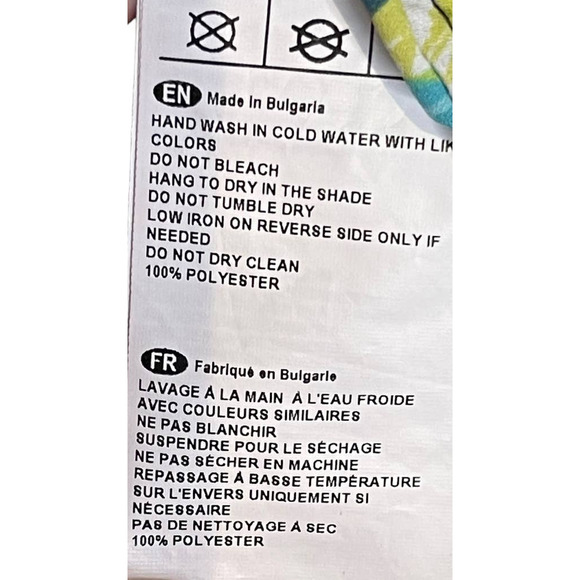 EN Made in Bulgaria
HAND WASH IN COLD WATER WITH LIK
COLORS
DO NOT BLEACH
HANG TO DRY IN THE SHADE
DO NOT TUMBLE DRY
LOW IRON ON REVERSE SIDE ONLY IF
NEEDED
DO NOT DRY CLEAN
100% POLYESTER
FR Fabriqué en Bulgarie
LAVAGE À LA MAIN À L'EAU FROIDE
AVEC COULEURS SIMILAIRES
NE PAS BLANCHIR
SUSPENDRE POUR LE SÉCHAGE
NE PAS SÉCHER EN MACHINE
REPASSAGE À BASSE TEMPÉRATURE
SUR L'ENVERS UNIQUEMENT SI
NÉCESSAIRE
PAS DE NETTOYAGE À SEC
100% POLYESTER